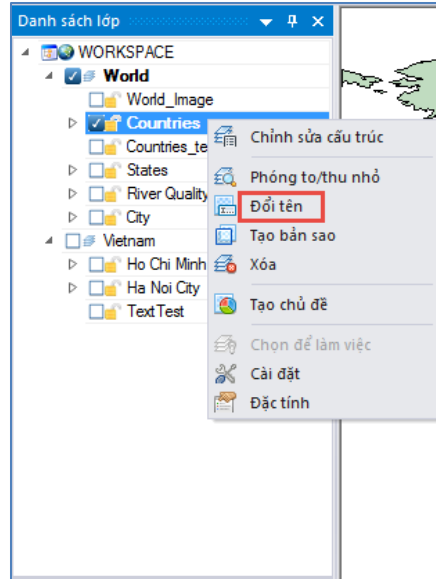 Danh sách lớp
WORKSPACE
World
World_Image
Countries
Countries_te
States
River Quality
City
Vietnam
Ho Chi Minh
Ha Noi City
TextTest
Chỉnh sửa cấu trúc
Phóng to/thu nhỏ
Đổi tên
Tạo bản sao
Xóa
Tạo chủ đề
Chọn để làm việc
Cài đặt
Đặc tính